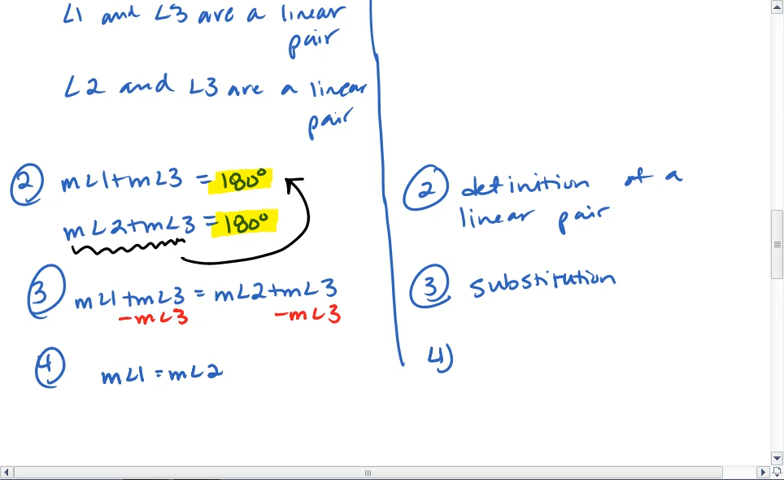 ∠1 and ∠3 are a linear
pair
∠2 and ∠3 are a linear
pair
② m∠1+m∠3 = 180°
m∠2+m∠3 = 180°
③ m∠1+m∠3 = m∠2+m∠3
-m∠3 -m∠3
④ m∠1 = m∠2
② definition of a
linear pair
③ substitution
4)